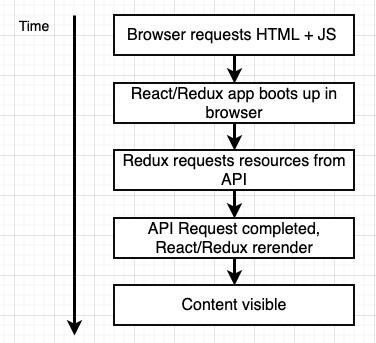 Time
Browser requests HTML + JS
React/Redux app boots up in
browser
Redux requests resources from
API
API Request completed,
React/Redux rerender
Content visible